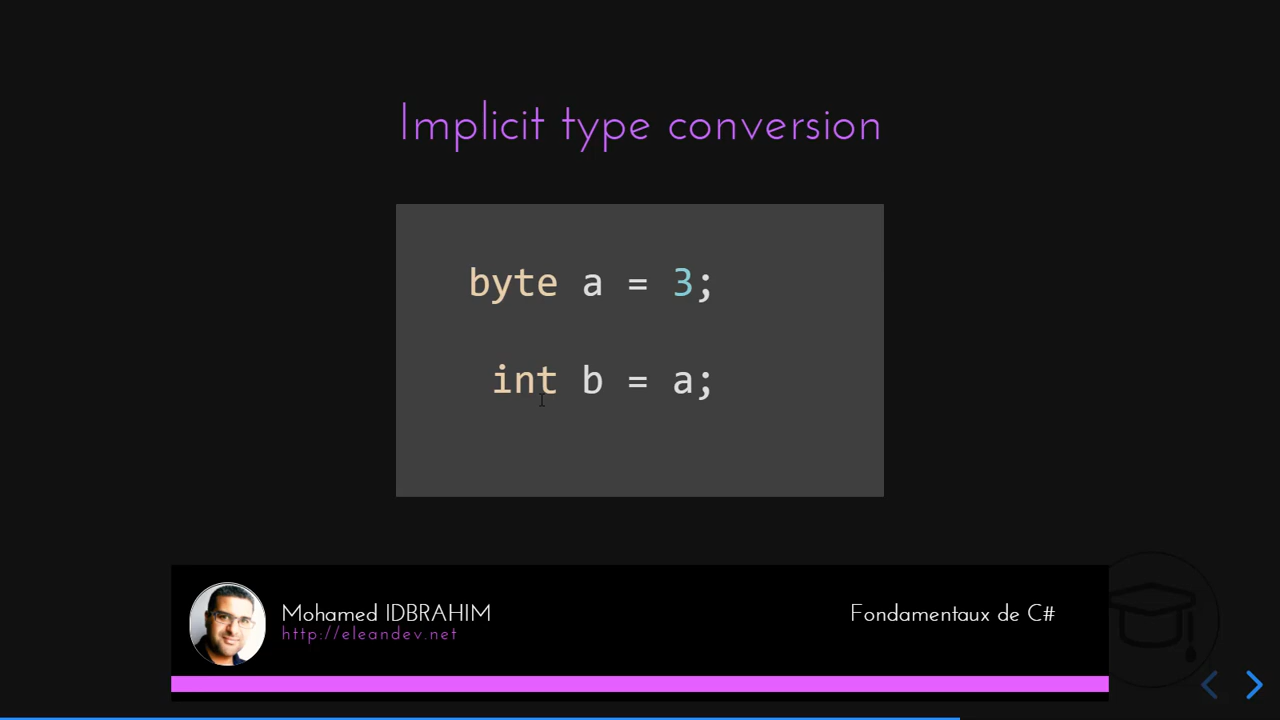 Implicit type conversion
byte a = 3;
int b = a;
Mohamed IDBRAHIM
http://eleandev.net
Fondamentaux de C#